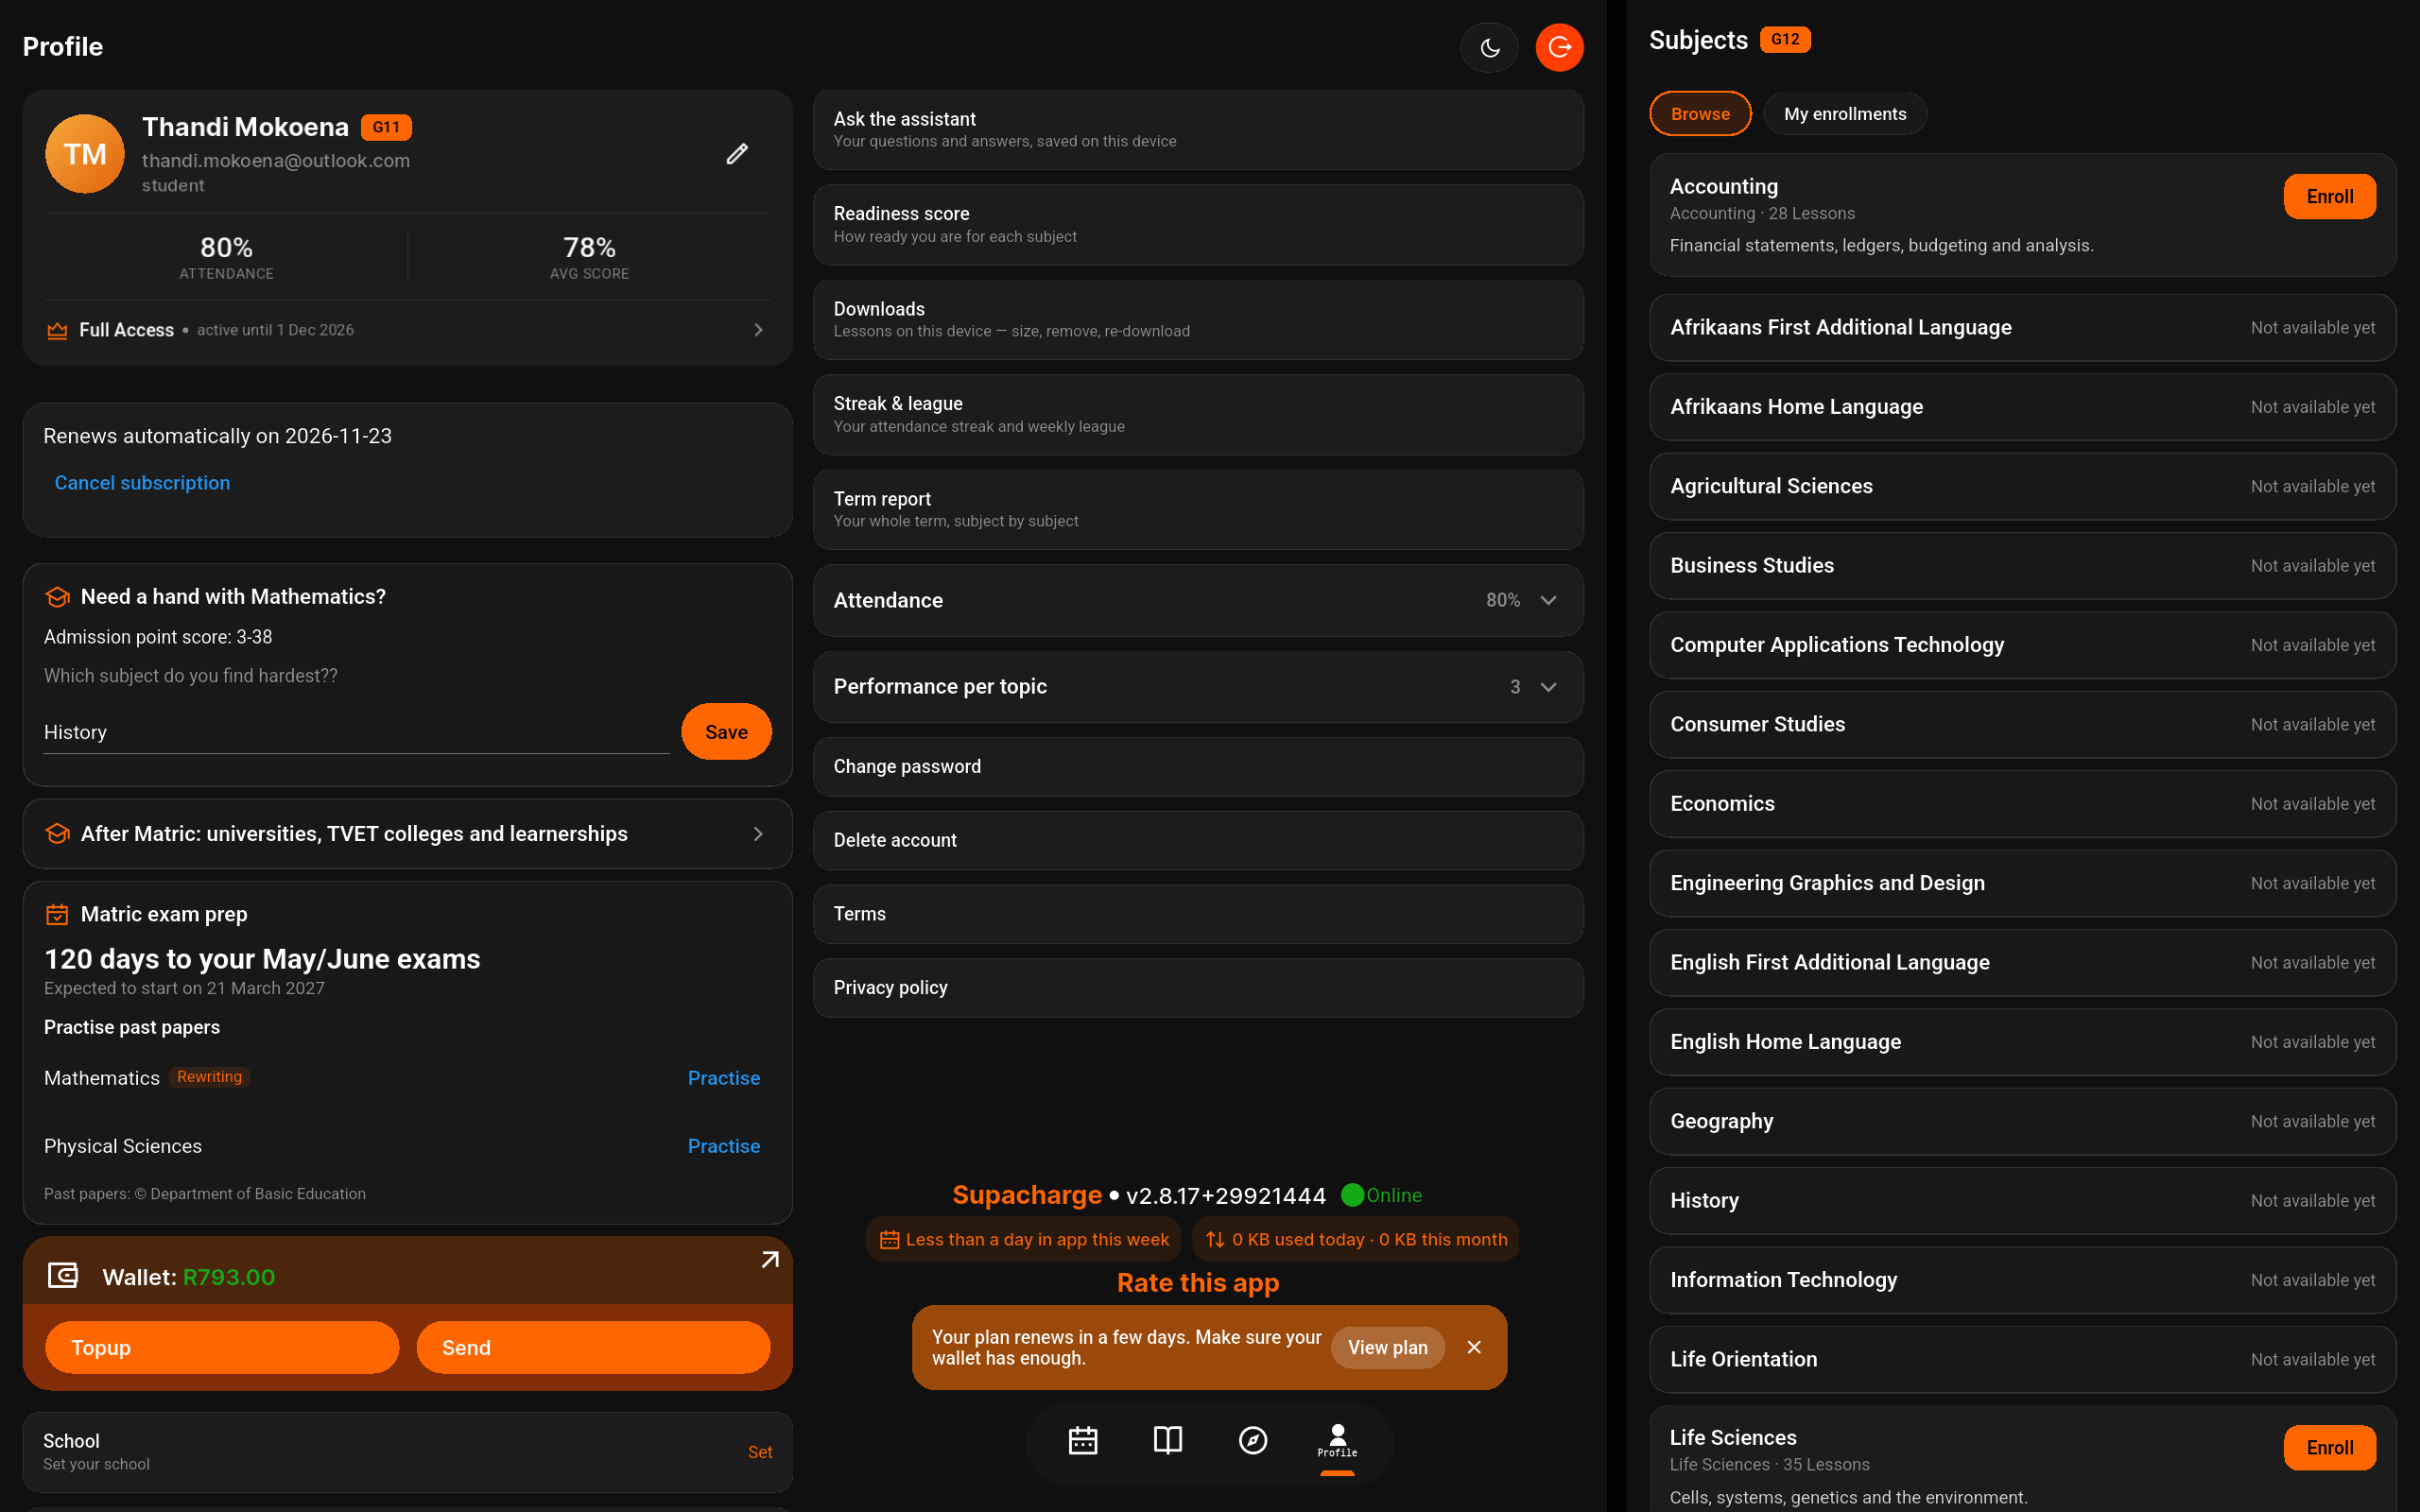 Profile
TM
Thandi Mokoena G11
thandi.mokoena@outlook.com
student
80%
ATTENDANCE
78%
AVG SCORE
Full Access • active until 1 Dec 2026
Renews automatically on 2026-11-23
Cancel subscription
Need a hand with Mathematics?
Admission point score: 3-38
Which subject do you find hardest??
History
Save
After Matric: universities, TVET colleges and learnerships
Matric exam prep
120 days to your May/June exams
Expected to start on 21 March 2027
Practise past papers
Mathematics Rewriting Practise
Physical Sciences Practise
Past papers: © Department of Basic Education
Wallet: R793.00
Topup
Send
School
Set your school
Set
Ask the assistant
Your questions and answers, saved on this device
Readiness score
How ready you are for each subject
Downloads
Lessons on this device — size, remove, re-download
Streak & league
Your attendance streak and weekly league
Term report
Your whole term, subject by subject
Attendance 80%
Performance per topic 3
Change password
Delete account
Terms
Privacy policy
Supacharge • v2.8.17+29921444 Online
Less than a day in app this week
0 KB used today · 0 KB this month
Rate this app
Your plan renews in a few days. Make sure your
wallet has enough.
View plan
Profile
Subjects G12
Browse
My enrollments
Accounting
Accounting · 28 Lessons
Financial statements, ledgers, budgeting and analysis.
Enroll
Afrikaans First Additional Language Not available yet
Afrikaans Home Language Not available yet
Agricultural Sciences Not available yet
Business Studies Not available yet
Computer Applications Technology Not available yet
Consumer Studies Not available yet
Economics Not available yet
Engineering Graphics and Design Not available yet
English First Additional Language Not available yet
English Home Language Not available yet
Geography Not available yet
History Not available yet
Information Technology Not available yet
Life Orientation Not available yet
Life Sciences
Life Sciences · 35 Lessons
Cells, systems, genetics and the environment.
Enroll